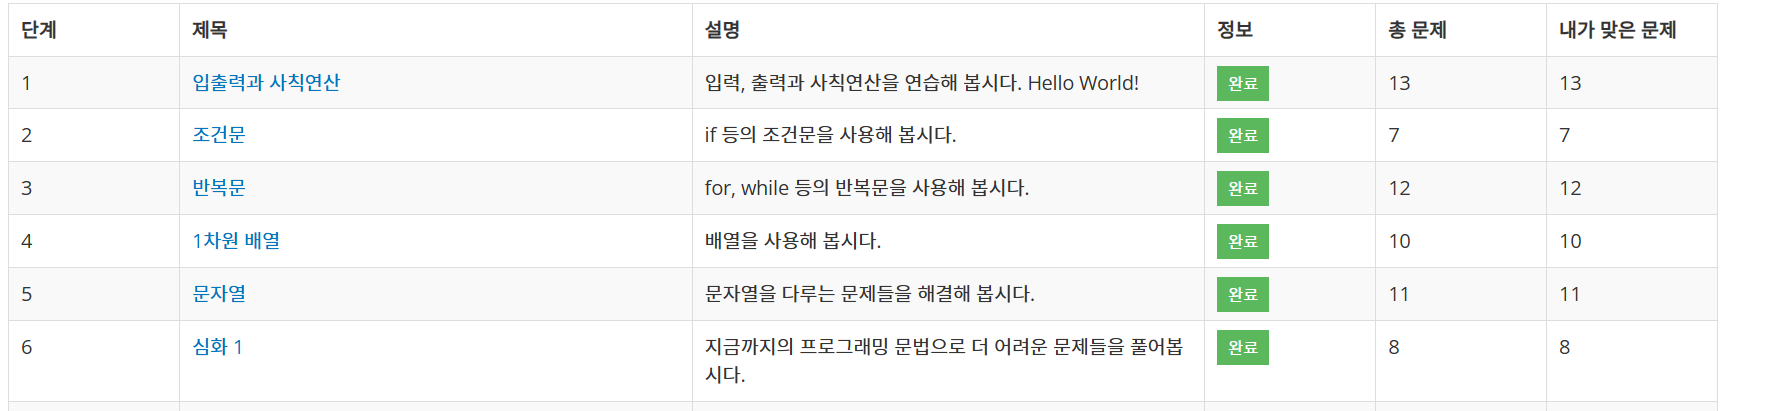 단계 제목 설명 정보 총 문제 내가 맞은 문제
1 입출력과 사칙연산 입력, 출력과 사칙연산을 연습해 봅시다. Hello World! 완료 13 13
2 조건문 if 등의 조건문을 사용해 봅시다. 완료 7 7
3 반복문 for, while 등의 반복문을 사용해 봅시다. 완료 12 12
4 1차원 배열 배열을 사용해 봅시다. 완료 10 10
5 문자열 문자열을 다루는 문제들을 해결해 봅시다. 완료 11 11
6 심화 1 지금까지의 프로그래밍 문법으로 더 어려운 문제들을 풀어봅 완료 8 8
시다.